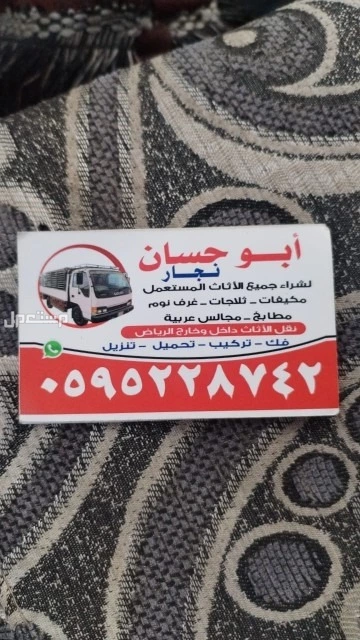 أبو حسان
نجار
لشراء جميع الأثاث المستعمل
مكيفات - ثلاجات - غرف نوم
مطابخ - مجالس عربية
نقل الأثاث داخل وخارج الرياض
فك - تركيب - تحميل - تنزيل
٠٥٩٥٢٢٨٧٤٢
مستعمل